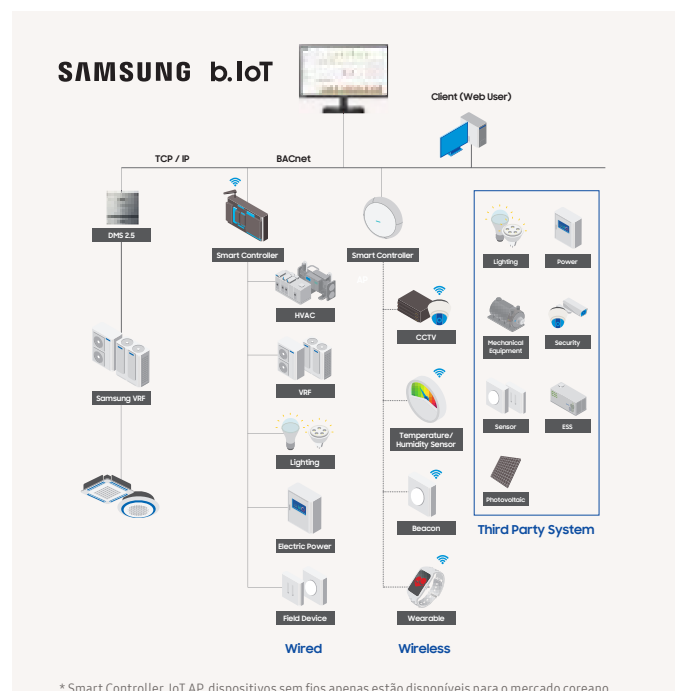 SAMSUNG b.IoT
Client (Web User)
TCP / IP
BACnet
DMS 2.5
Samsung VRF
Smart Controller
HVAC
VRF
Lighting
Electric Power
Field Device
Wired
Smart Controller
CCTV
Temperature/
Humidity Sensor
Beacon
Wearable
Wireless
Lighting
Power
Mechanical
Equipment
Security
Sensor
ESS
Photovoltaic
Third Party System
* Smart Controller, IoT AP, dispositivos sem fios apenas estão disponíveis para o mercado coreano